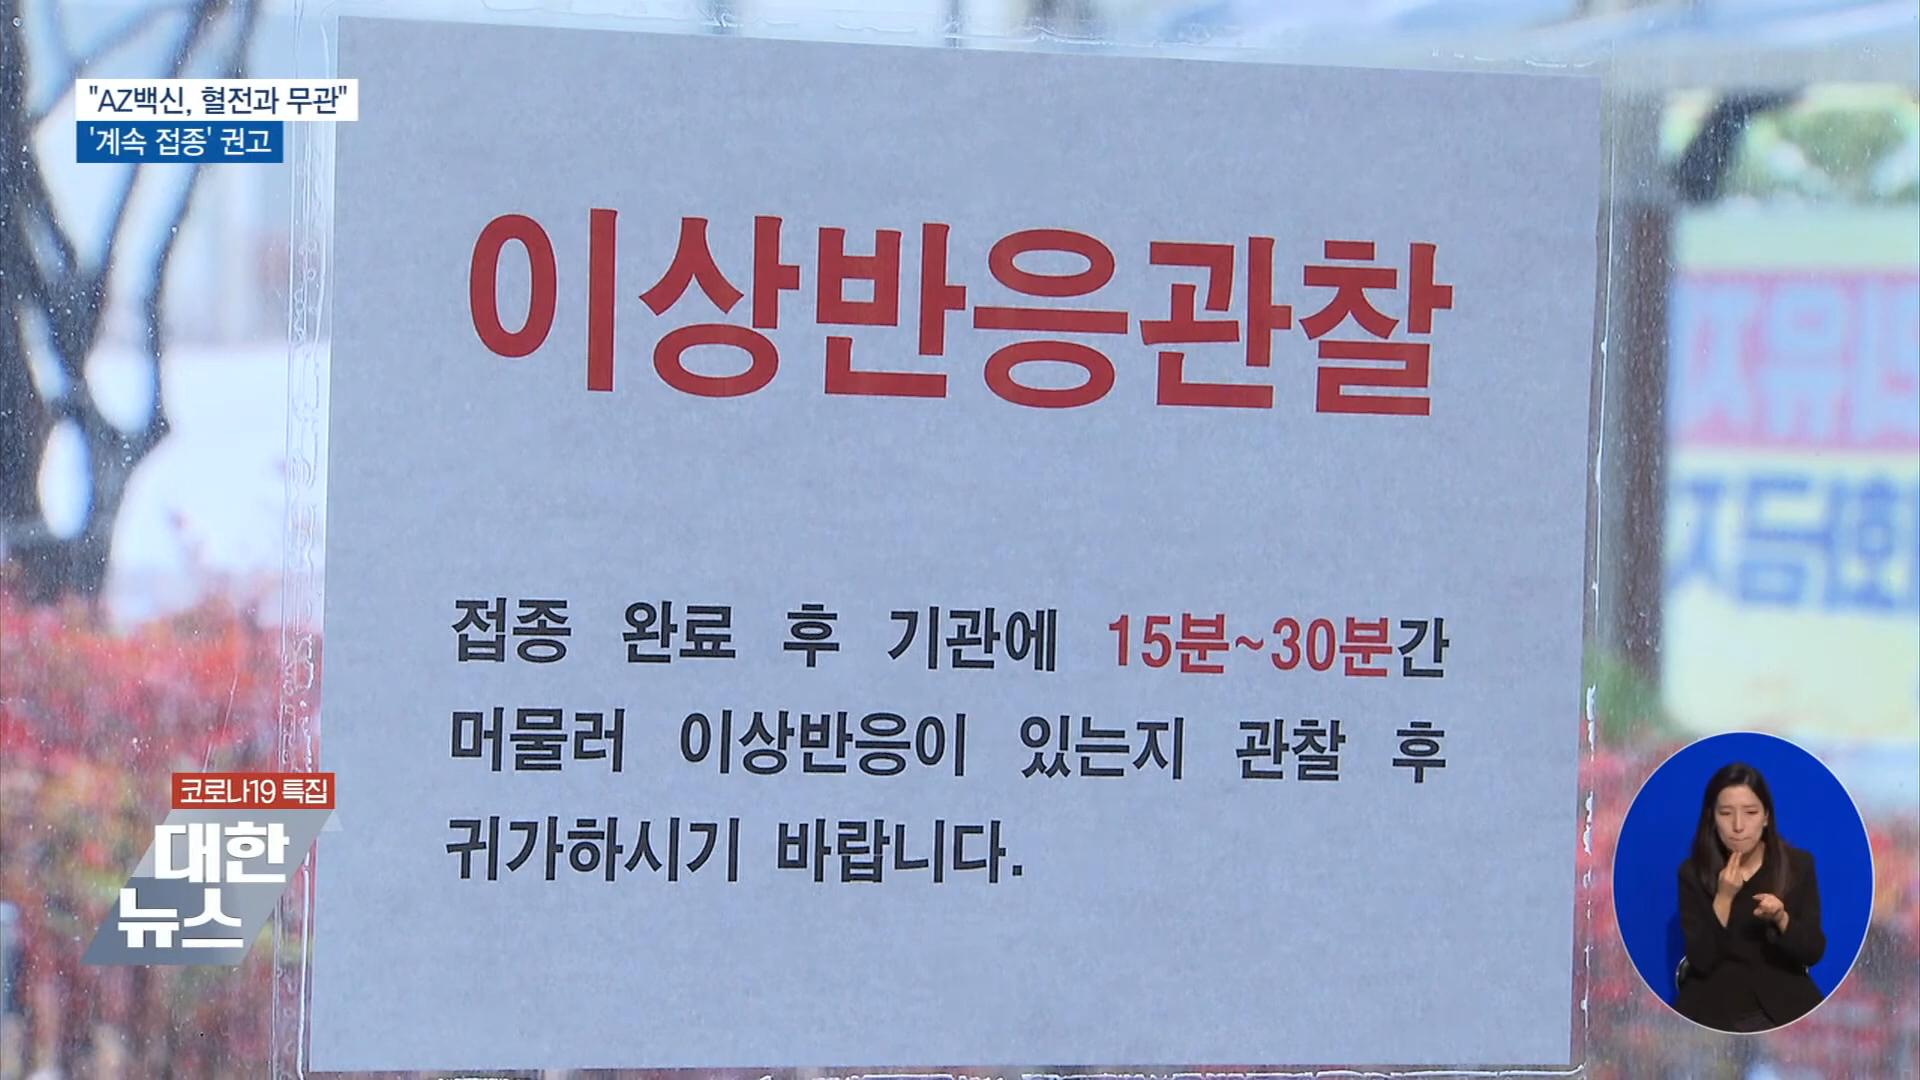 "AZ백신, 혈전과 무관"
'계속 접종' 권고
이상반응관찰
접종 완료 후 기관에 15분~30분간
머물러 이상반응이 있는지 관찰 후
귀가하시기 바랍니다.
코로나19 특집
대한
뉴스